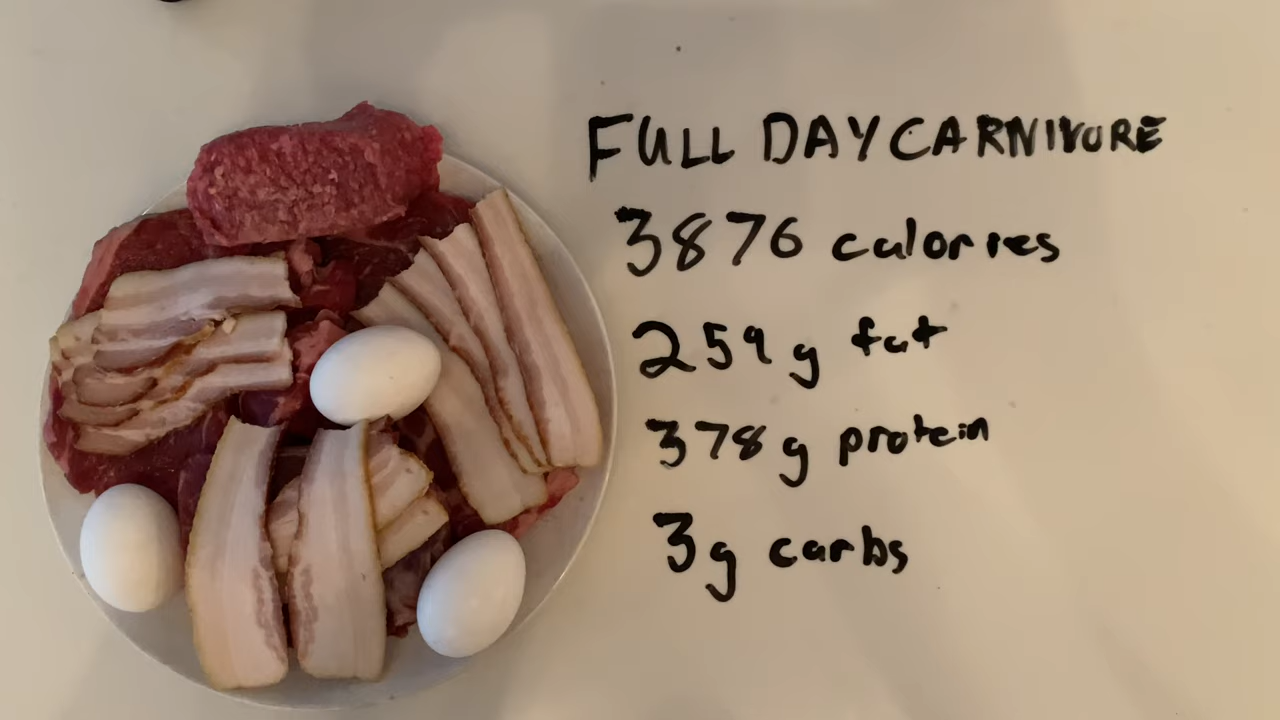 FULL DAY CARNIVORE
3876 calories
259g fat
378g protein
3g carbs